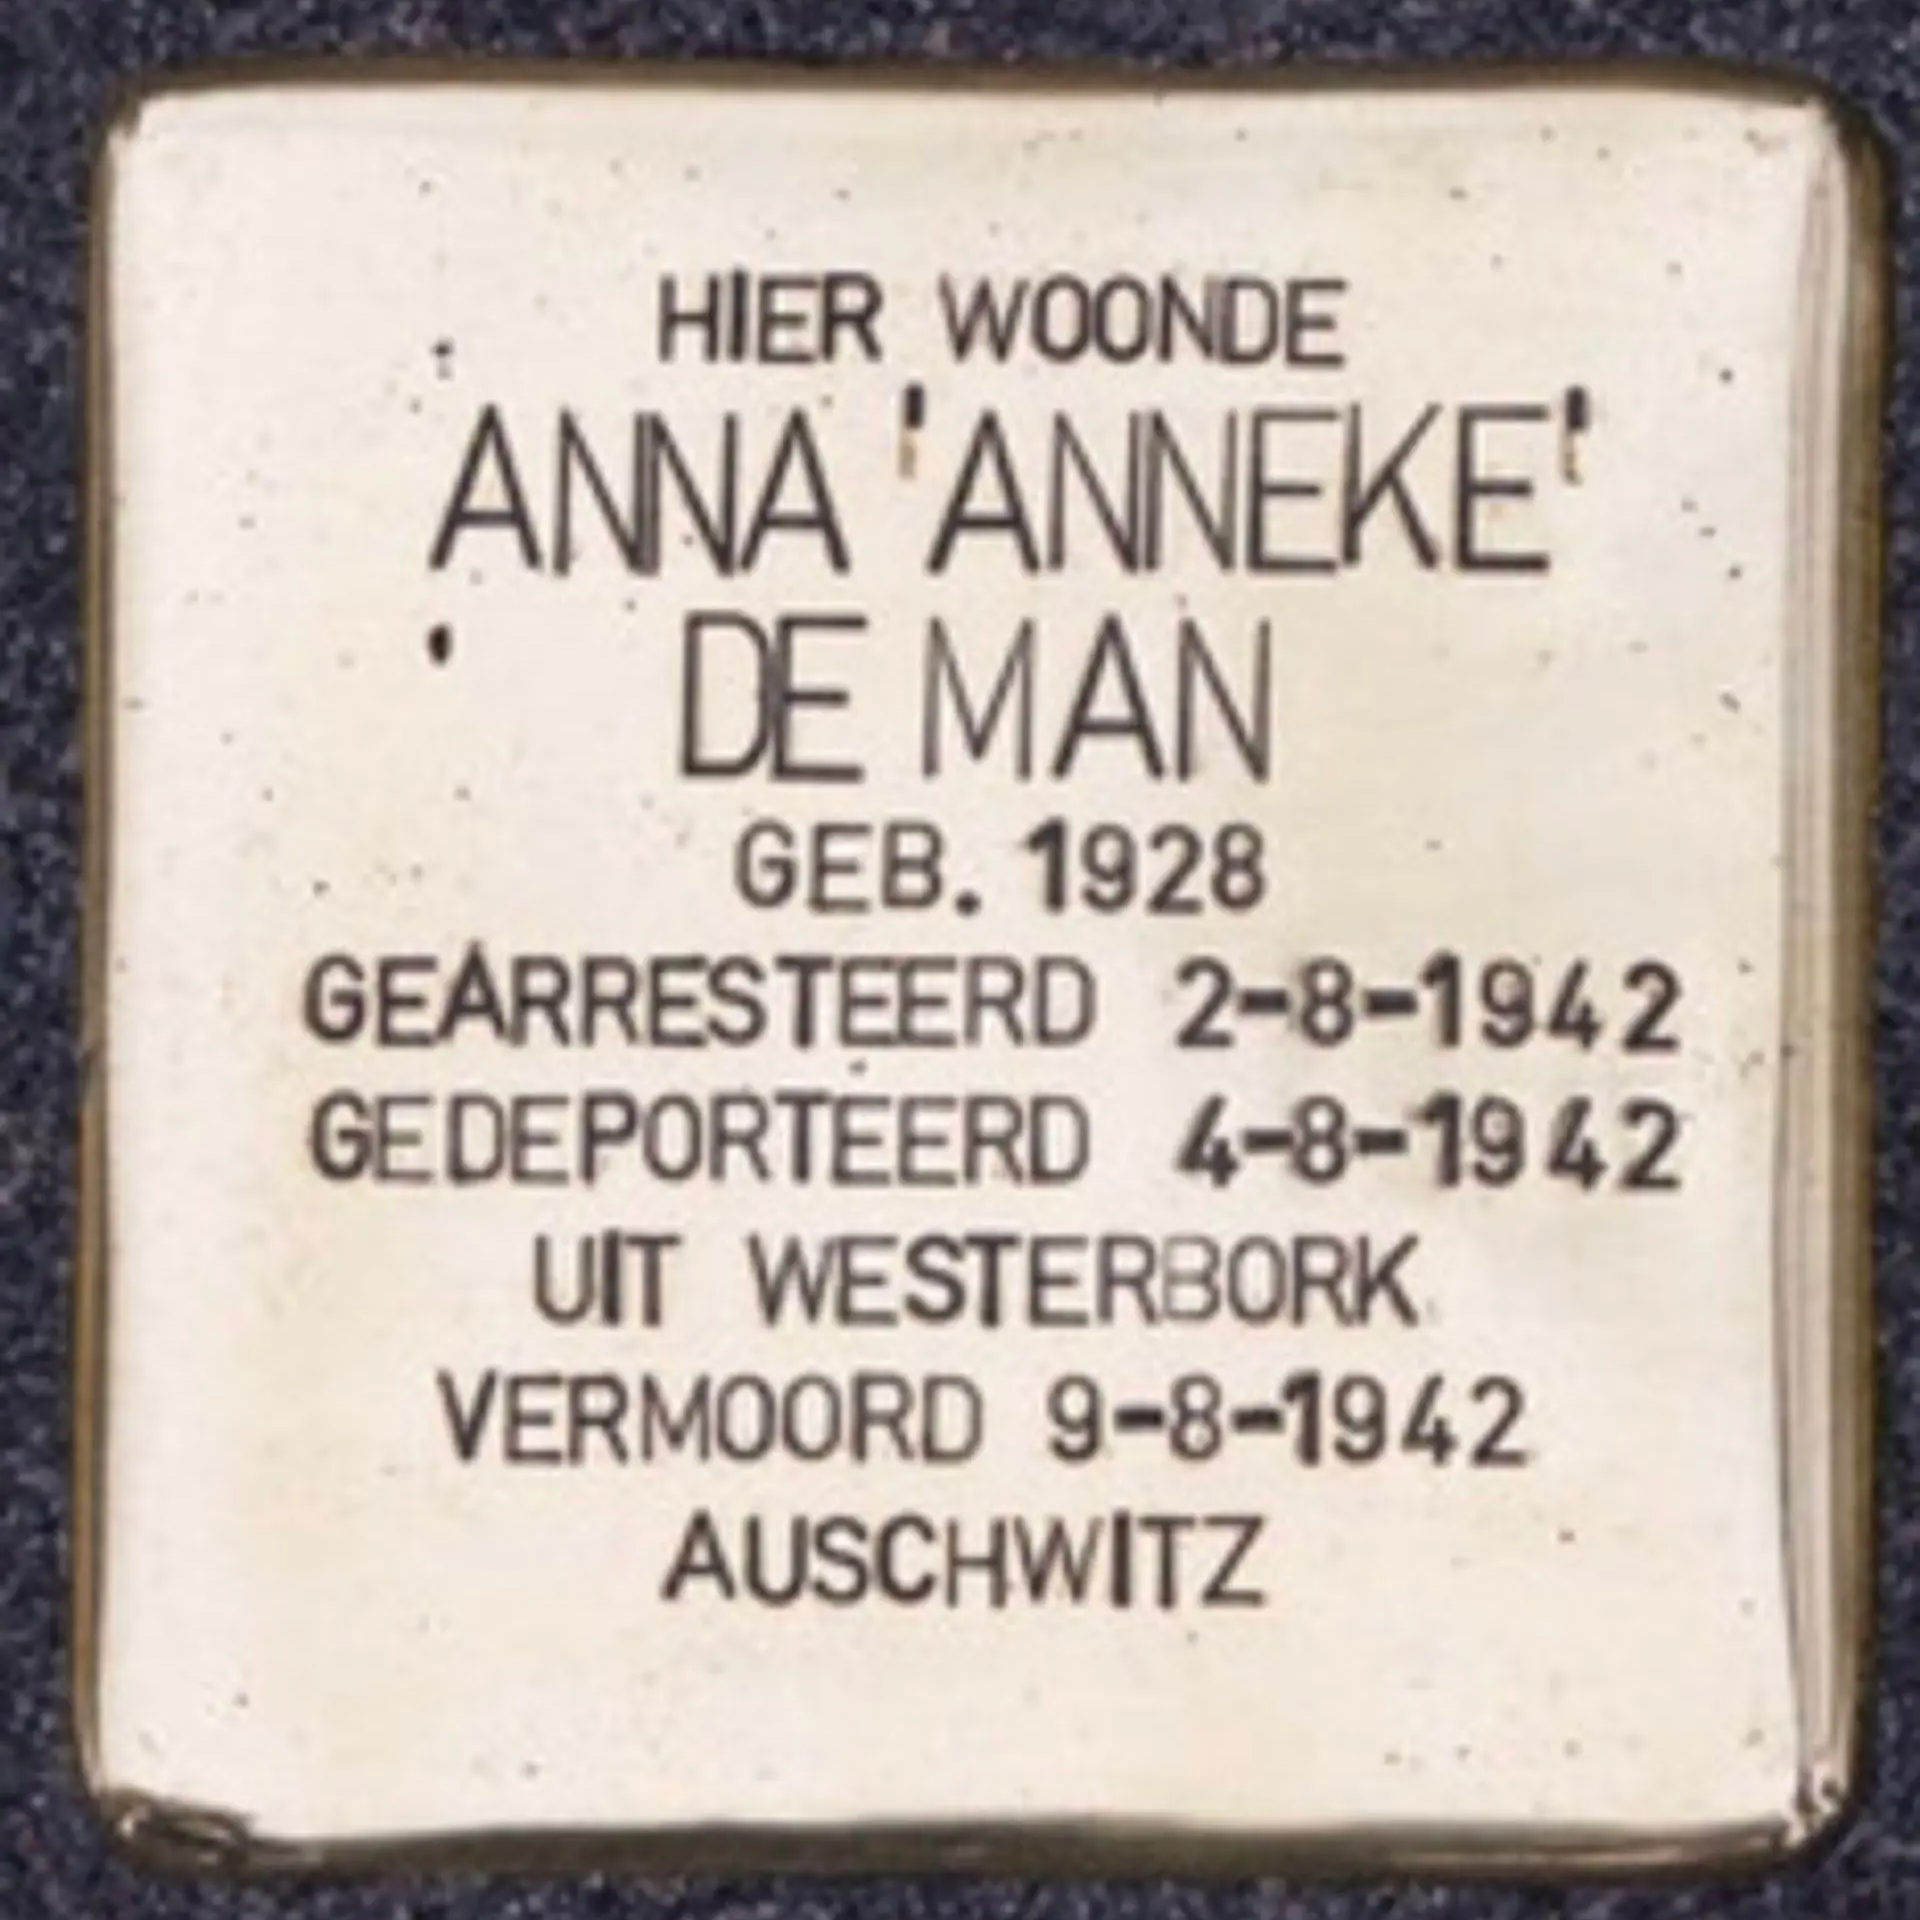 HIER WOONDE
ANNA 'ANNEKE'
DE MAN
GEB. 1928
GEARRESTEERD 2-8-1942
GEDEPORTEERD 4-8-1942
UIT WESTERBORK
VERMOORD 9-8-1942
AUSCHWITZ